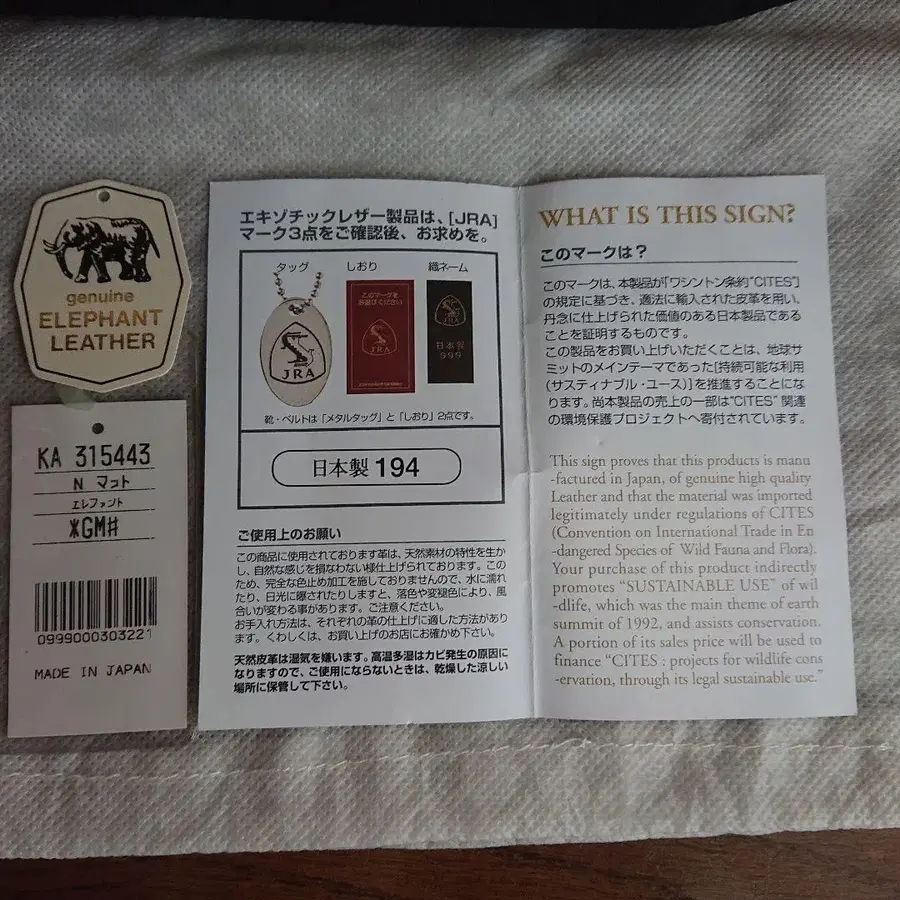 genuine
ELEPHANT
LEATHER
KA 315443
N マット
エレファント
*GM#
0999000303221
MADE IN JAPAN
エキゾチックレザー製品は、[JRA]
マーク3点をご確認後、お求めを。
タッグ
しおり
織ネーム
JRA
このマークを
お選びください
JRA
JRA
日本製
999
靴・ベルトは「メタルタッグ」と「しおり」2点です。
日本製 194
ご使用上のお願い
この商品に使用されております革は、天然素材の特性を生か
し、自然な感じを損なわない様仕上げられております。この
ため、完全な色止め加工を施しておりませんので、水に濡れ
たり、日光に曝されたりしますと、落色や変褪色により、風
合いが変わる事があります。ご注意ください。
お手入れ方法は、それぞれの革の仕上げに適した方法があり
ます。くわしくは、お買い上げのお店にお確かめ下さい。
天然皮革は湿気を嫌います。高温多湿はカビ発生の原因に
なりますので、ご使用にならないときは、乾燥した涼しい
場所に保管して下さい。
WHAT IS THIS SIGN?
このマークは?
このマークは、本製品が「ワシントン条約"CITES"」
の規定に基づき、適法に輸入された皮革を用い、
丹念に仕上げられた価値のある日本製品である
ことを証明するものです。
この製品をお買い上げいただくことは、地球サ
ミットのメインテーマであった[持続可能な利用
(サスティナブル・ユース)]を推進することにな
ります。尚本製品の売上の一部は"CITES" 関連
の環境保護プロジェクトへ寄付されています。
This sign proves that this products is manu
-factured in Japan, of genuine high quality
Leather and that the material was imported
legitimately under regulations of CITES
(Convention on International Trade in En
-dangered Species of Wild Fauna and Flora).
Your purchase of this product indirectly
promotes "SUSTAINABLE USE" of wil
-dlife, which was the main theme of earth
summit of 1992, and assists conservation.
A portion of its sales price will be used to
finance "CITES : projects for wildlife cons
-ervation, through its legal sustainable use."